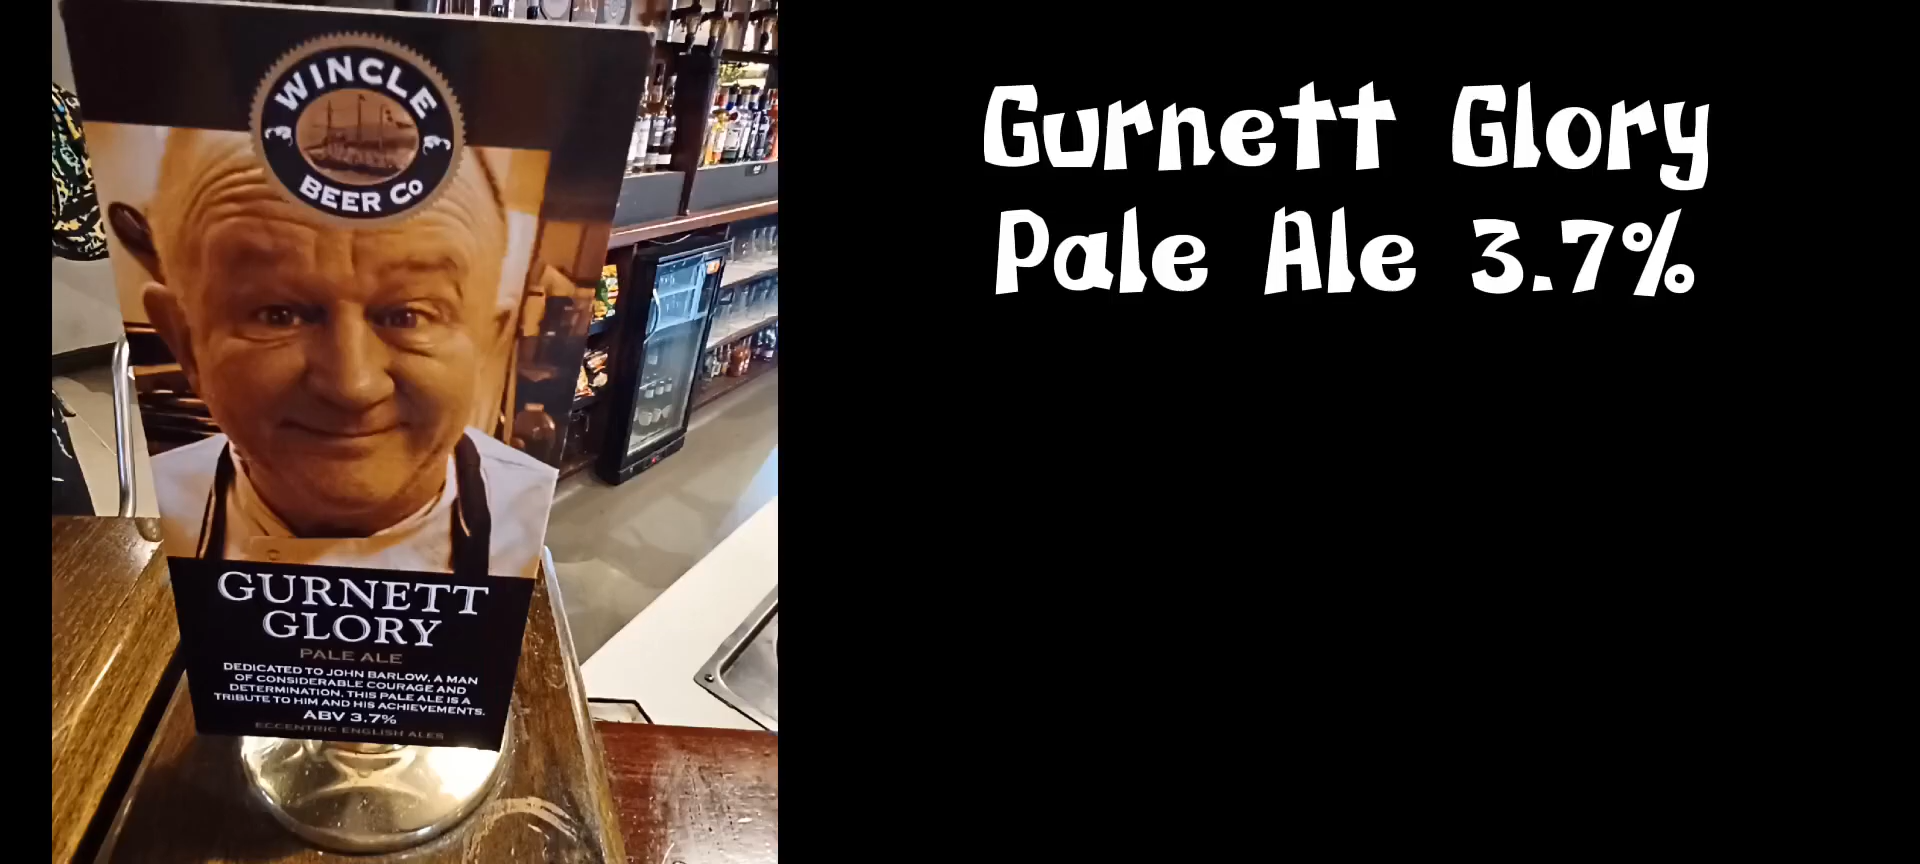 WINCLE
BEER Co
GURNETT
GLORY
PALE ALE
DEDICATED TO JOHN BARLOW, A MAN
OF CONSIDERABLE COURAGE AND
DETERMINATION. THIS PALE ALE IS A
TRIBUTE TO HIM AND HIS ACHIEVEMENTS.
ABV 3.7%
ECCENTRIC ENGLISH ALES
Gurnett Glory
Pale Ale 3.7%